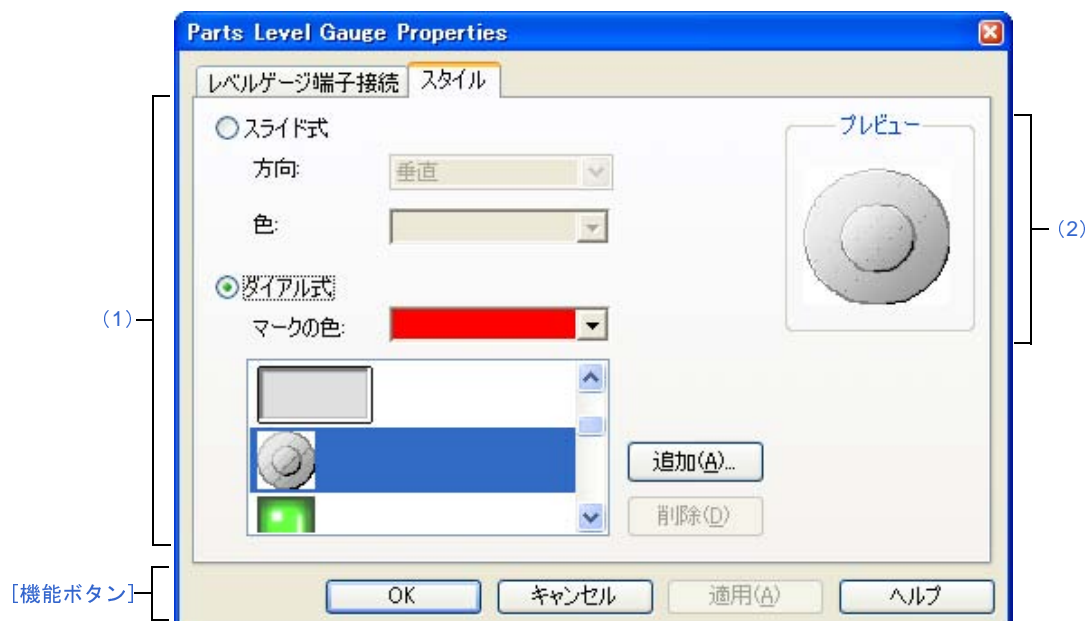 Parts Level Gauge Properties
レベルゲージ端子接続 スタイル
スライド式
方向: 垂直
色:
ダイアル式
マークの色:
プレビュー
(1)
(2)
追加(A)...
削除(D)
[機能ボタン]
OK キャンセル 適用(A) ヘルプ